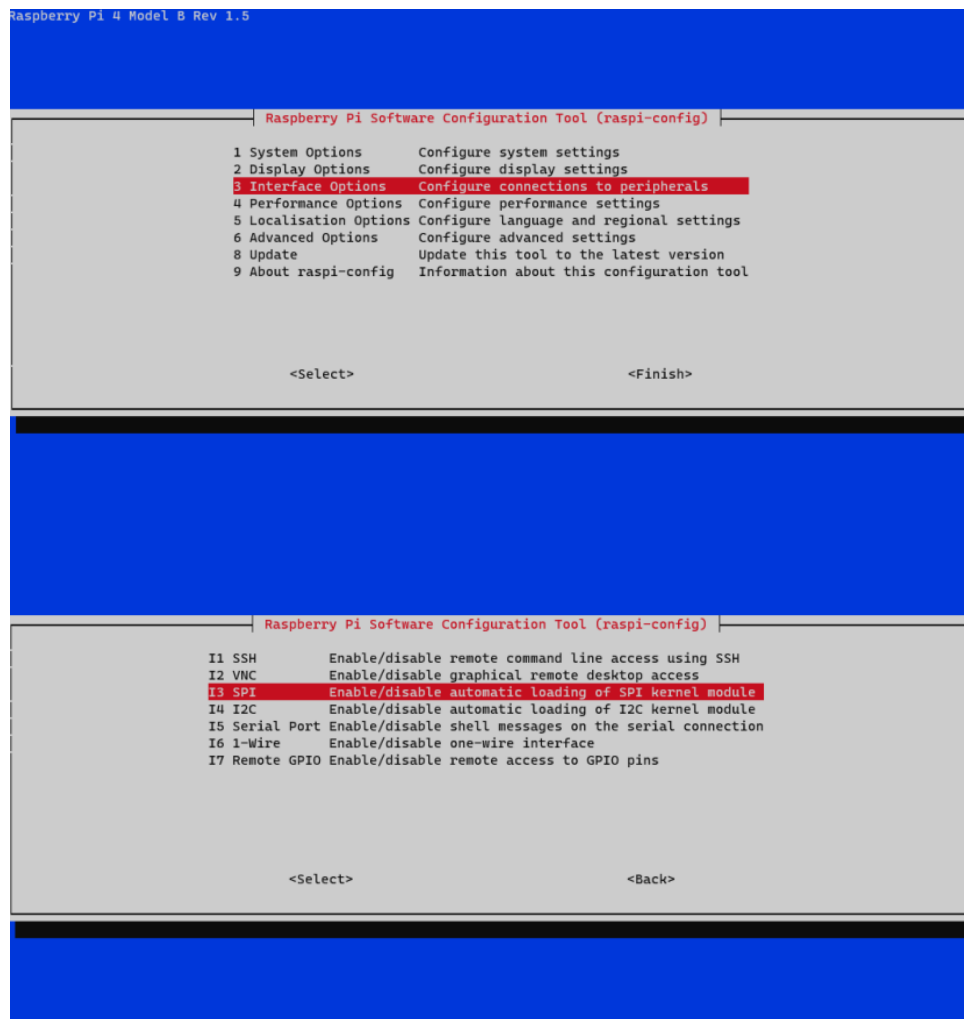 Raspberry Pi 4 Model B Rev 1.5
Raspberry Pi Software Configuration Tool (raspi-config)
1 System Options Configure system settings
2 Display Options Configure display settings
3 Interface Options Configure connections to peripherals
4 Performance Options Configure performance settings
5 Localisation Options Configure language and regional settings
6 Advanced Options Configure advanced settings
8 Update Update this tool to the latest version
9 About raspi-config Information about this configuration tool
<Select> <Finish>
Raspberry Pi Software Configuration Tool (raspi-config)
I1 SSH Enable/disable remote command line access using SSH
I2 VNC Enable/disable graphical remote desktop access
I3 SPI Enable/disable automatic loading of SPI kernel module
I4 I2C Enable/disable automatic loading of I2C kernel module
I5 Serial Port Enable/disable shell messages on the serial connection
I6 1-Wire Enable/disable one-wire interface
I7 Remote GPIO Enable/disable remote access to GPIO pins
<Select> <Back>